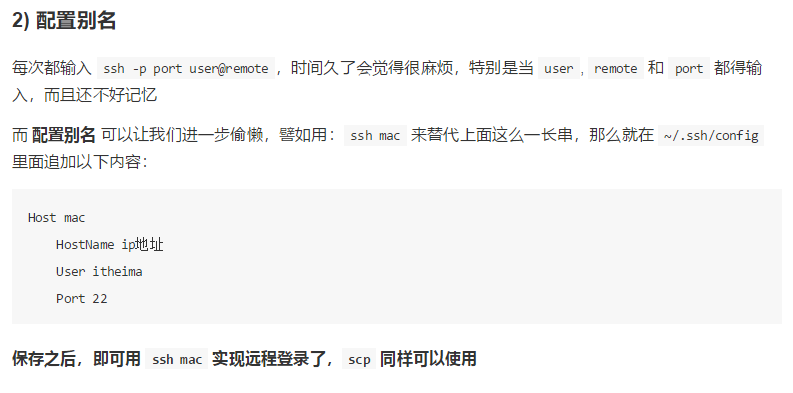 2) 配置别名
每次都输入 ssh -p port user@remote，时间久了会觉得很麻烦，特别是当 user, remote 和 port 都得输
入，而且还不好记忆
而 配置别名 可以让我们进一步偷懒，譬如用：ssh mac 来替代上面这么一长串，那么就在 ~/.ssh/config
里面追加以下内容：
Host mac
    HostName ip地址
    User itheima
    Port 22
保存之后，即可用 ssh mac 实现远程登录了，scp 同样可以使用